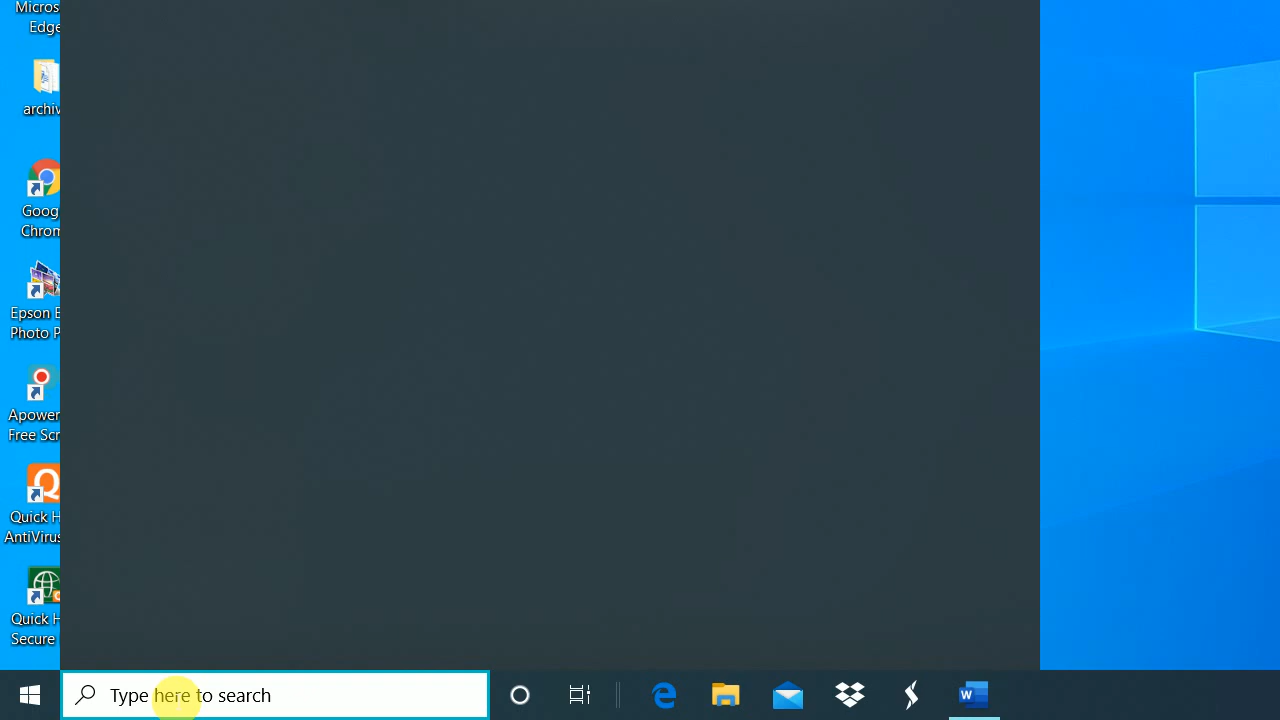 Micros
Edge
archiv
Goog
Chrom
Epson E
Photo P
Apower
Free Scr
Quick H
AntiVirus
Quick H
Secure
Type here to search